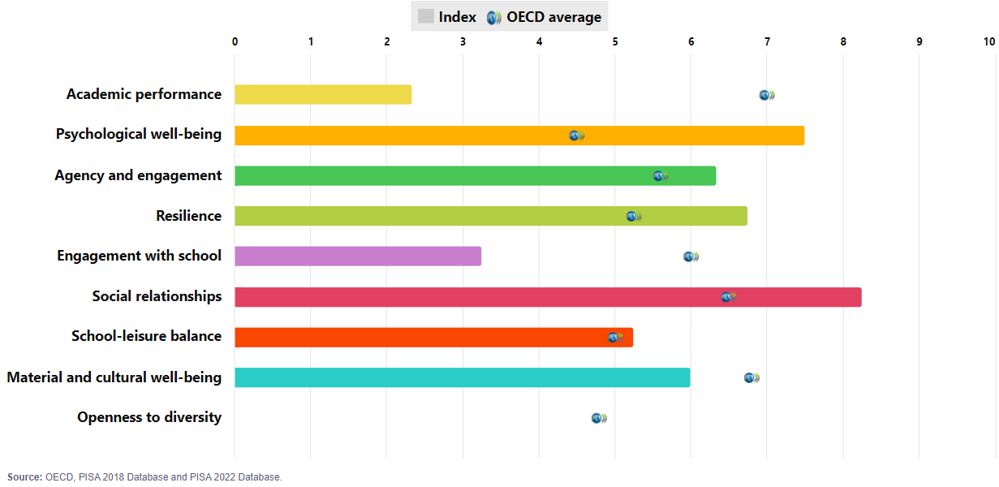 Index OECD average
0 1 2 3 4 5 6 7 8 9 10
Academic performance
Psychological well-being
Agency and engagement
Resilience
Engagement with school
Social relationships
School-leisure balance
Material and cultural well-being
Openness to diversity
Source: OECD, PISA 2018 Database and PISA 2022 Database.